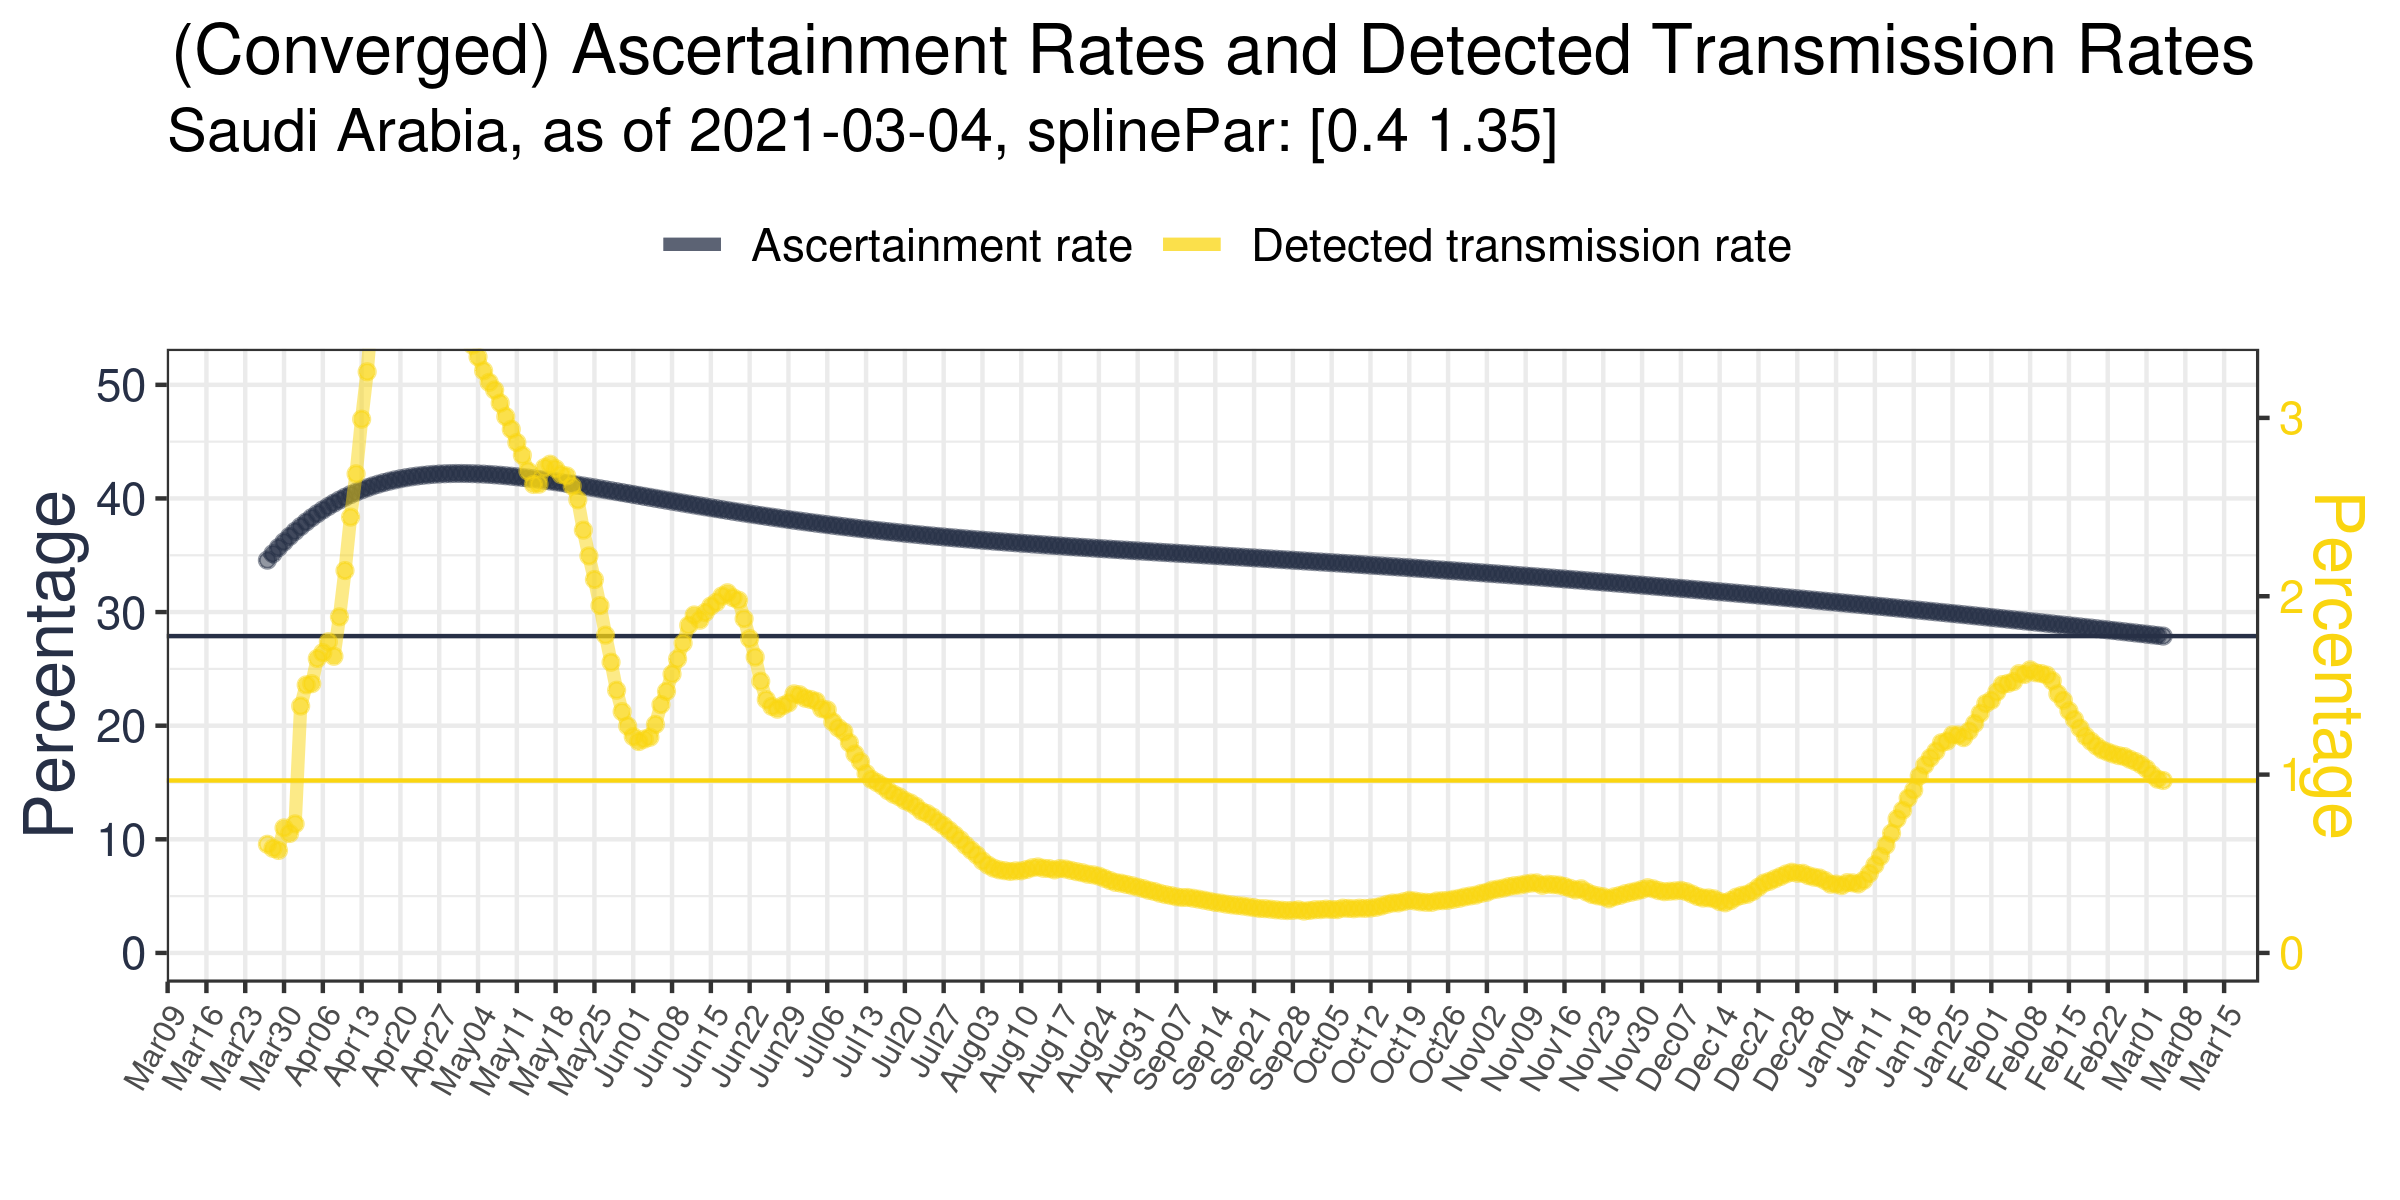 (Converged) Ascertainment Rates and Detected Transmission Rates
Saudi Arabia, as of 2021-03-04, splinePar: [0.4 1.35]
Ascertainment rate Detected transmission rate
Percentage
50
40
30
20
10
0
3
2
1
0
Percentage
Mar09 Mar16 Mar23 Mar30 Apr06 Apr13 Apr20 Apr27 May04 May11 May18 May25 Jun01 Jun08 Jun15 Jun22 Jun29 Jul06 Jul13 Jul20 Jul27 Aug03 Aug10 Aug17 Aug24 Aug31 Sep07 Sep14 Sep21 Sep28 Oct05 Oct12 Oct19 Oct26 Nov02 Nov09 Nov16 Nov23 Nov30 Dec07 Dec14 Dec21 Dec28 Jan04 Jan11 Jan18 Jan25 Feb01 Feb08 Feb15 Feb22 Mar01 Mar08 Mar15